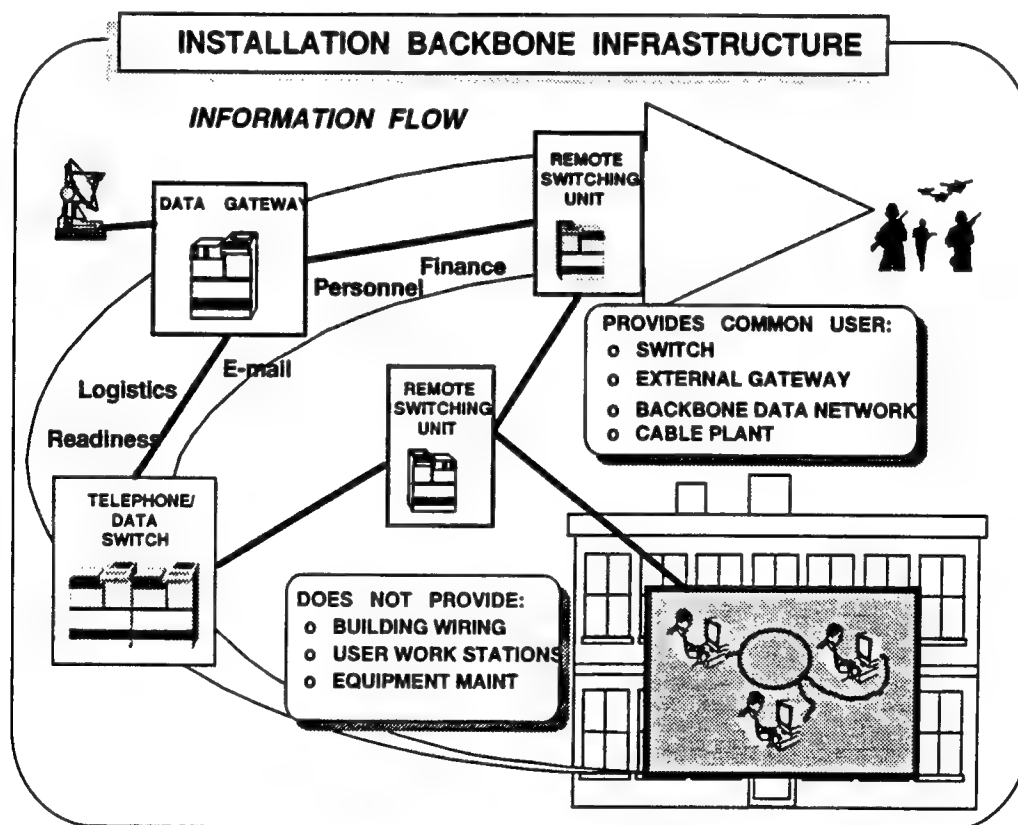 INSTALLATION BACKBONE INFRASTRUCTURE
INFORMATION FLOW
DATA GATEWAY
REMOTE
SWITCHING
UNIT
Finance
Personnel
E-mail
Logistics
Readiness
PROVIDES COMMON USER:
o SWITCH
o EXTERNAL GATEWAY
o BACKBONE DATA NETWORK
o CABLE PLANT
REMOTE
SWITCHING
UNIT
TELEPHONE/
DATA
SWITCH
DOES NOT PROVIDE:
o BUILDING WIRING
o USER WORK STATIONS
o EQUIPMENT MAINT